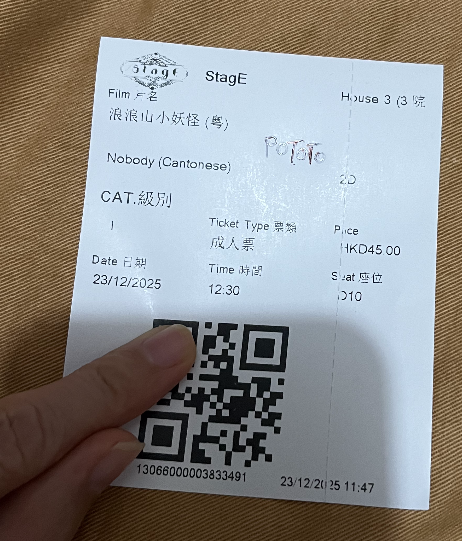 stage StagE
Film 片名 House 3 (3 院
浪浪山小妖怪 (粵)
PoToTo
Nobody (Cantonese)
2D
CAT.級別
I Ticket Type 票類 Price
成人票 HKD45.00
Date 日期 Time 時間 Seat 座位
23/12/2025 12:30 D10
13066000003833491 23/12/2025 11:47